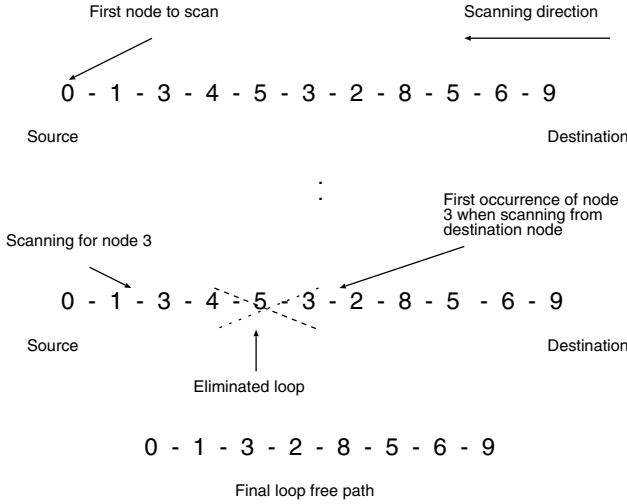 First node to scan
Scanning direction
0 - 1 - 3 - 4 - 5 - 3 - 2 - 8 - 5 - 6 - 9
Source
Destination
First occurrence of node
3 when scanning from
destination node
Scanning for node 3
0 - 1 - 3 - 4 - 5 - 3 - 2 - 8 - 5 - 6 - 9
Source
Destination
Eliminated loop
0 - 1 - 3 - 2 - 8 - 5 - 6 - 9
Final loop free path